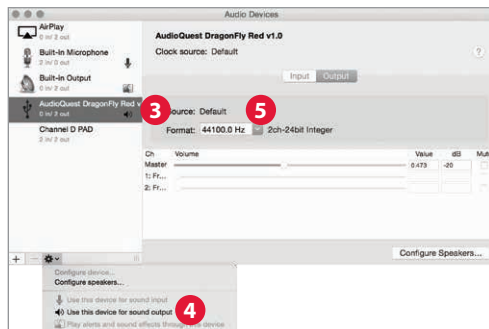 Audio Devices
AirPlay
0 in/ 2 out
Built-in Microphone
2 in/ 0 out
Built-in Output
0 in/ 2 out
AudioQuest DragonFly Red v
0 in/ 2 out
Channel D PAD
2 in/ 2 out
AudioQuest DragonFly Red v1.0
Clock source: Default
?
Input Output
3
5
ource: Default
Format: 44100.0 Hz 2ch-24bit Integer
Ch Volume Value dB Mute
Master 0.473 -20
1: Fr...
2: Fr...
Configure Speakers...
+ −
Configure device...
Configure speakers...
Use this device for sound input
Use this device for sound output
4
Play alerts and sound effects through this device